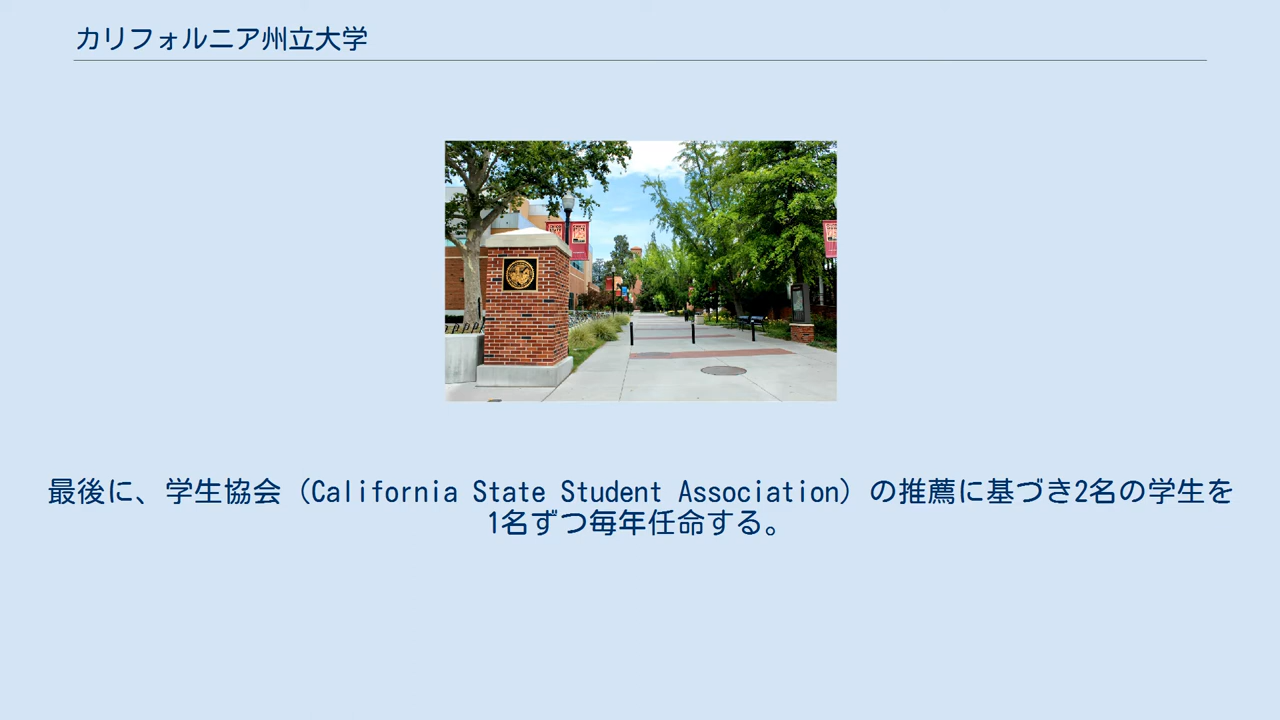 カリフォルニア州立大学
最後に、学生協会（California State Student Association）の推薦に基づき2名の学生を
1名ずつ毎年任命する。